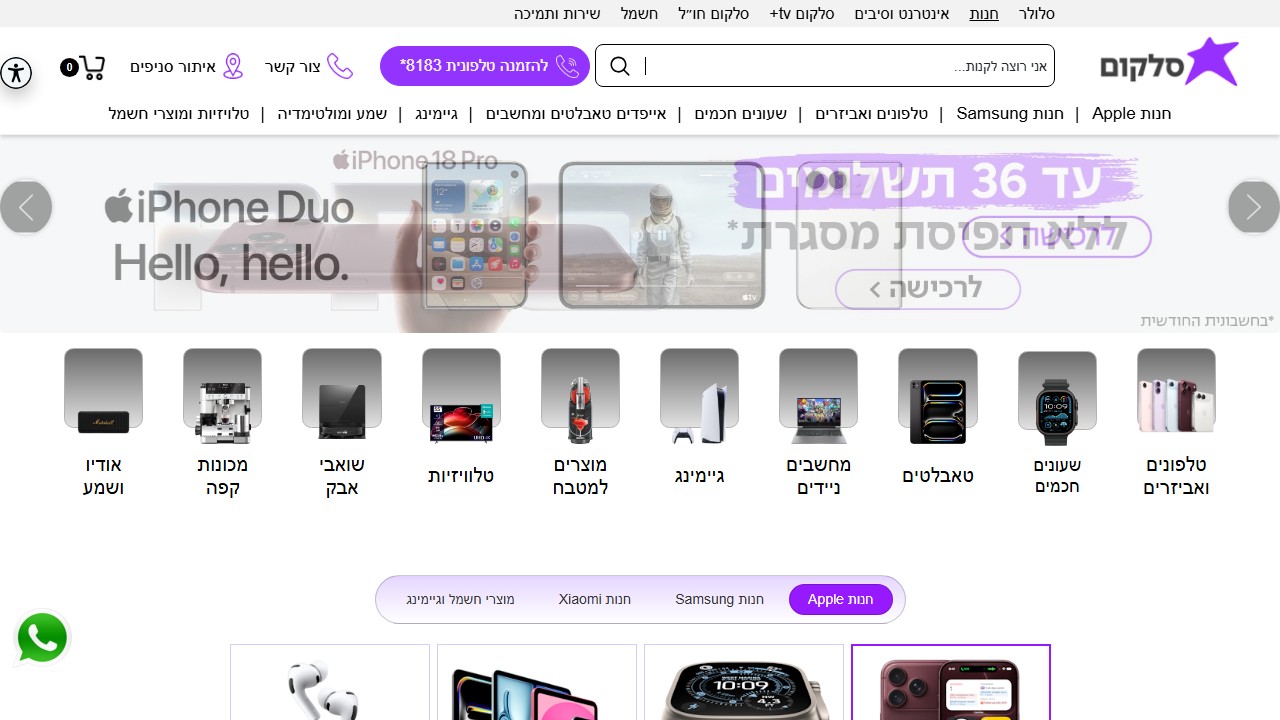 סלולר
חנות
אינטרנט וסיבים
סלקום tv+
סלקום חו״ל
חשמל
שירות ותמיכה
סלקום
אני רוצה לקנות...
להזמנה טלפונית 8183*
צור קשר
איתור סניפים
0
חנות Apple | חנות Samsung | טלפונים ואביזרים | שעונים חכמים | אייפדים טאבלטים ומחשבים | גיימינג | שמע ומולטימדיה | טלויזיות ומוצרי חשמל
עד 36 תשלומים
ללא תפיסת מסגרת*
לרכישה >
לרכישה >
*בחשבונית החודשית
iPhone 18 Pro
iPhone Duo
Hello, hello.
טלפונים
ואביזרים
שעונים
חכמים
טאבלטים
מחשבים
ניידים
גיימינג
מוצרים
למטבח
טלוויזיות
שואבי
אבק
מכונות
קפה
אודיו
ושמע
חנות Apple
חנות Samsung
חנות Xiaomi
מוצרי חשמל וגיימינג